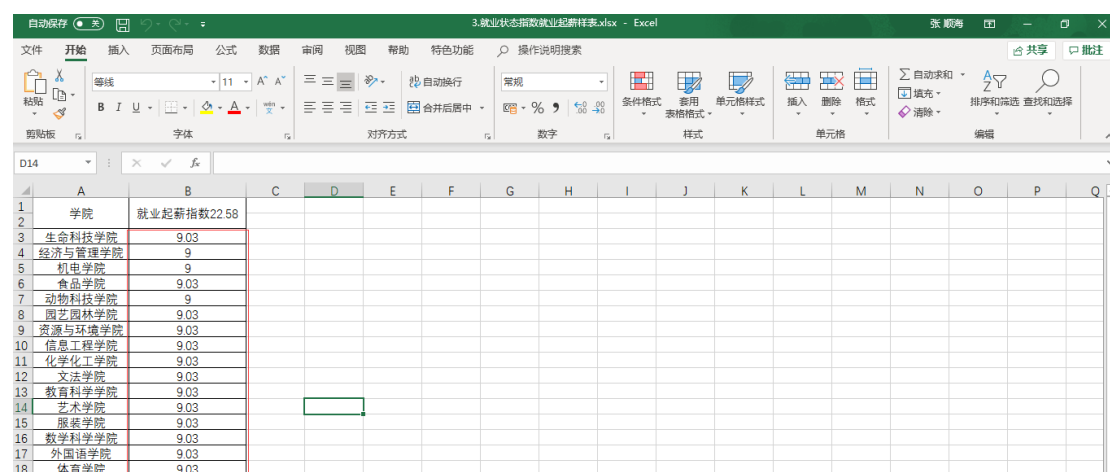 自动保存 关 3.就业状态指数就业起薪样表.xlsx - Excel 张 顺海
文件 开始 插入 页面布局 公式 数据 审阅 视图 帮助 特色功能 操作说明搜索 共享 批注
等线 11 A A 自动换行 常规 自动求和
粘贴 条件格式 套用 单元格样式 插入 删除 格式 填充 排序和筛选 查找和选择
B I U A wén 文 合并后居中 % 表格格式 清除
剪贴板 字体 对齐方式 数字 样式 单元格 编辑
D14 fx
A B C D E F G H I J K L M N O P Q
1 学院 就业起薪指数22.58
2
3 生命科技学院 9.03
4 经济与管理学院 9
5 机电学院 9
6 食品学院 9.03
7 动物科技学院 9
8 园艺园林学院 9.03
9 资源与环境学院 9.03
10 信息工程学院 9.03
11 化学化工学院 9.03
12 文法学院 9.03
13 教育科学学院 9.03
14 艺术学院 9.03
15 服装学院 9.03
16 数学科学学院 9.03
17 外国语学院 9.03
18 体育学院 9.03